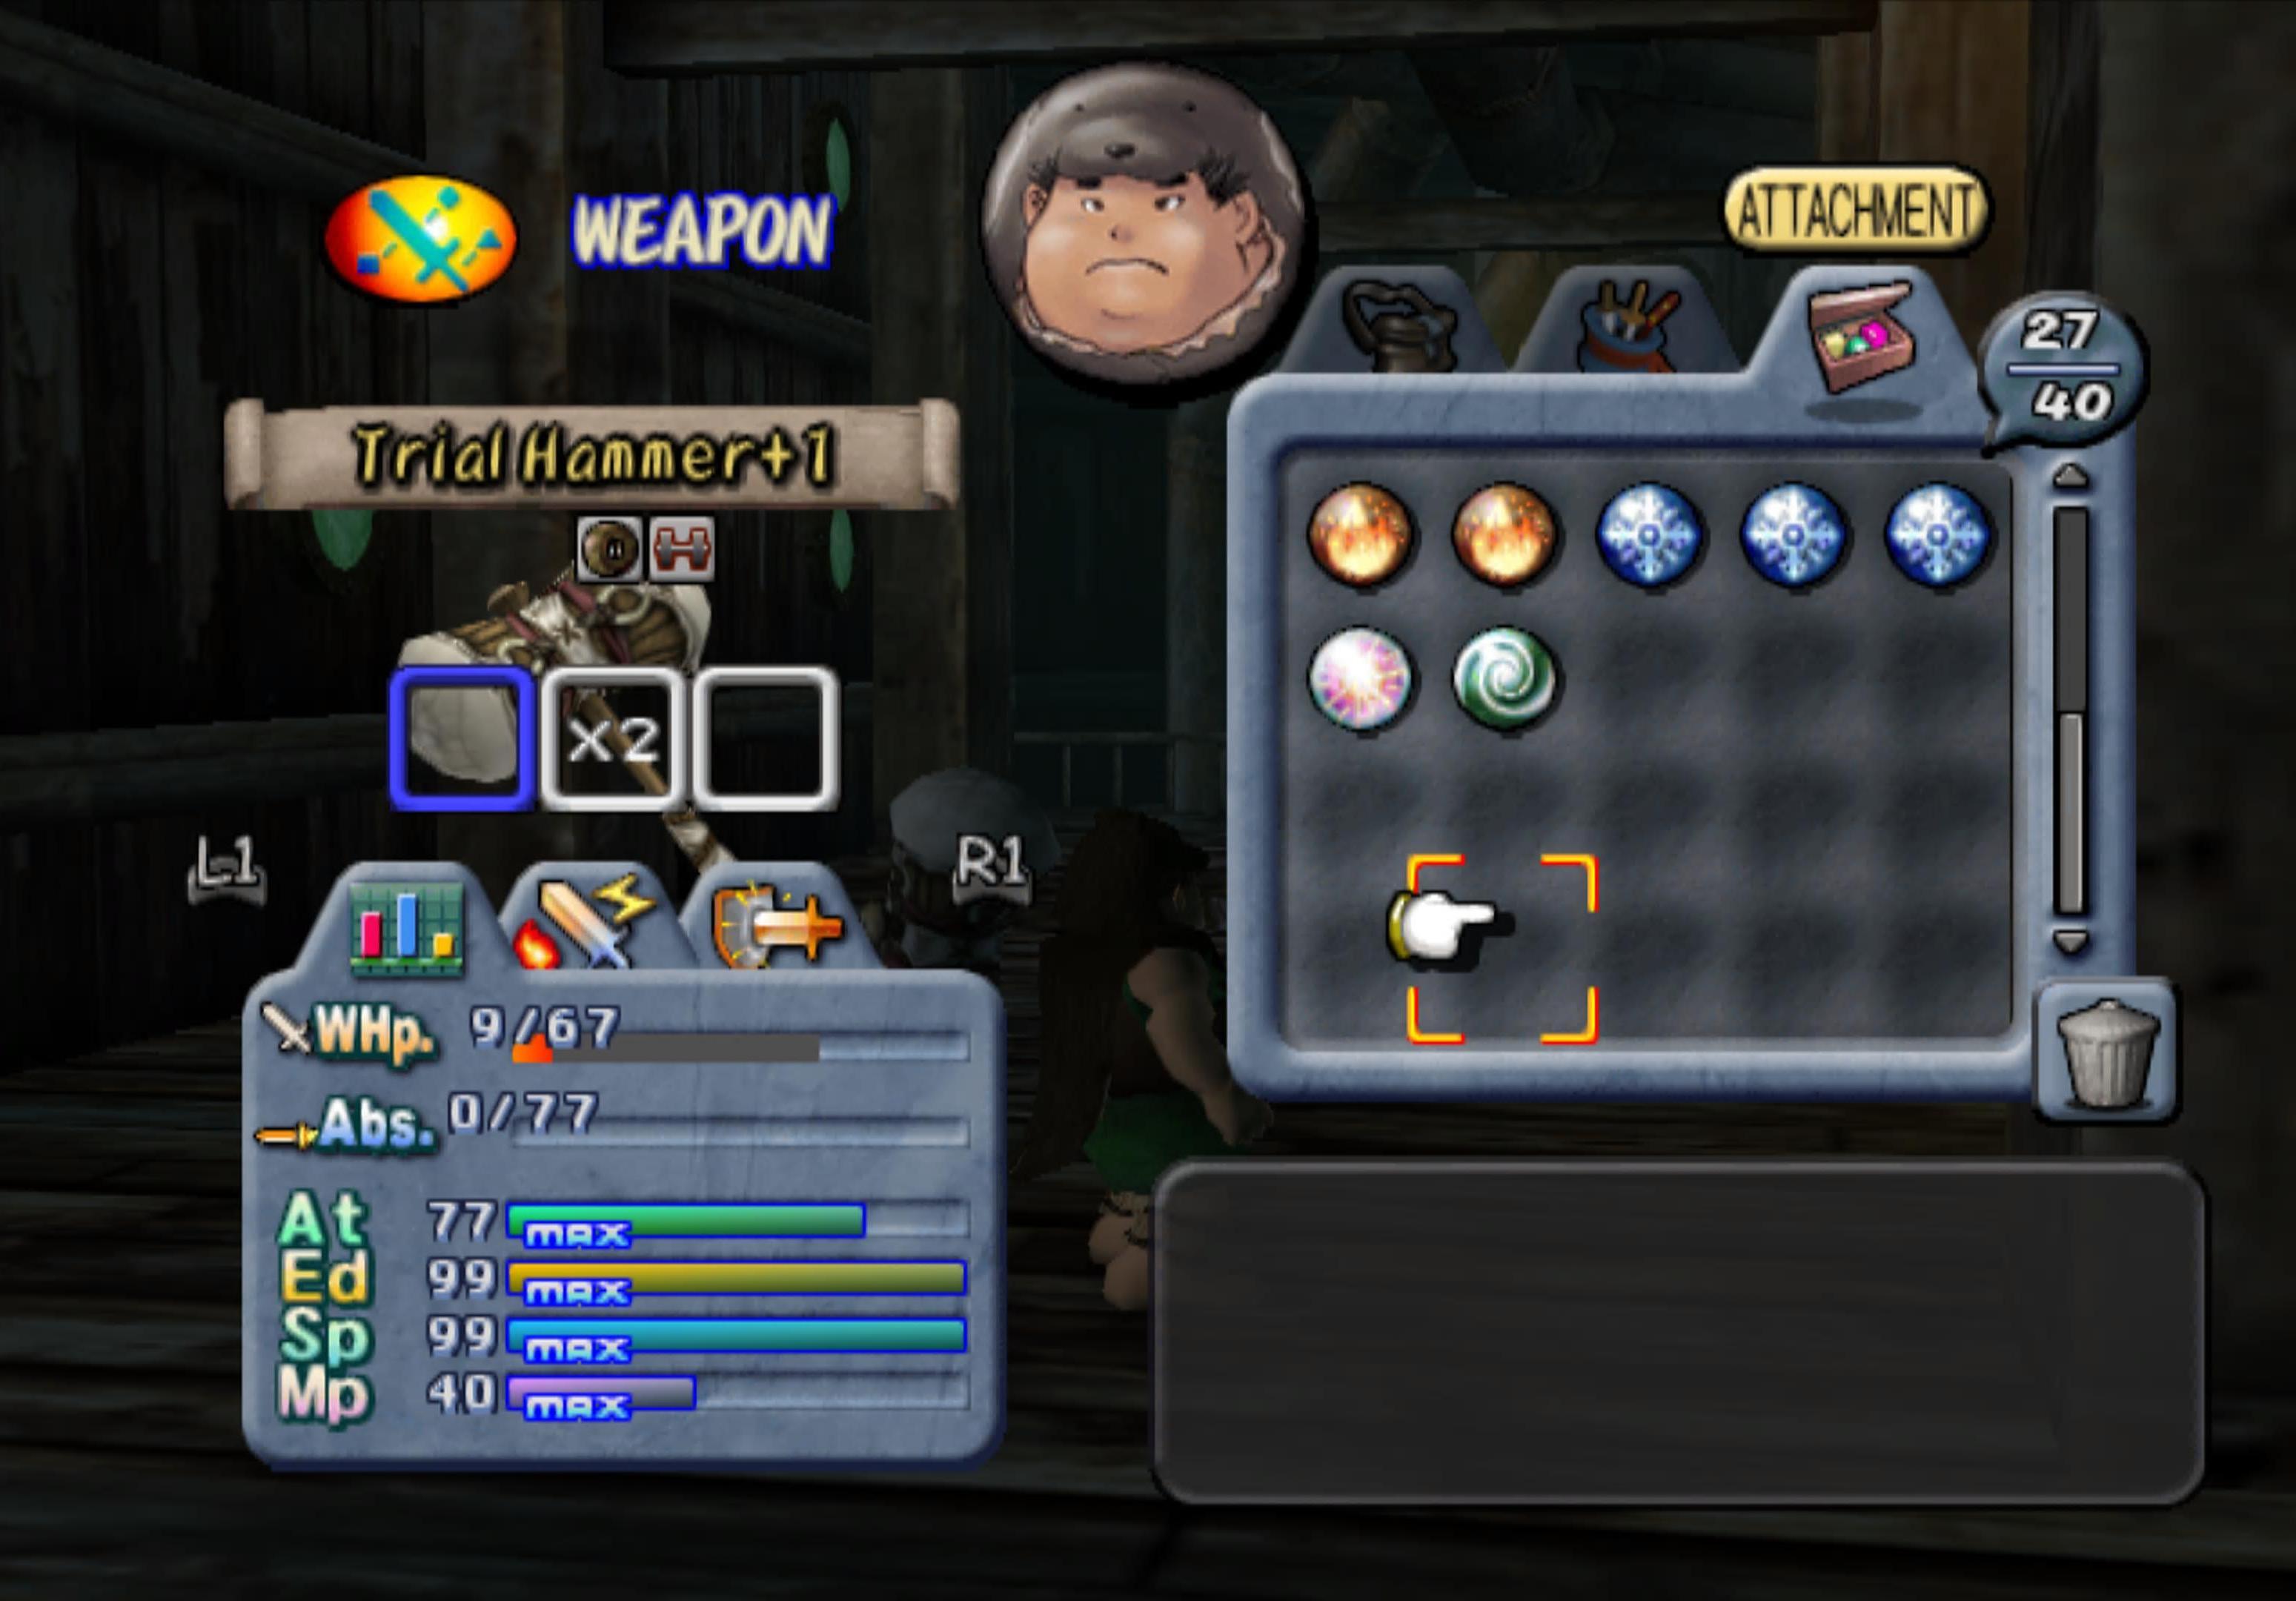 WEAPON
ATTACHMENT
27
40
Trial Hammer+1
×2
L1
R1
WHp. 9/67
Abs. 0/77
At 77 max
Ed 99 max
Sp 99 max
Mp 40 max